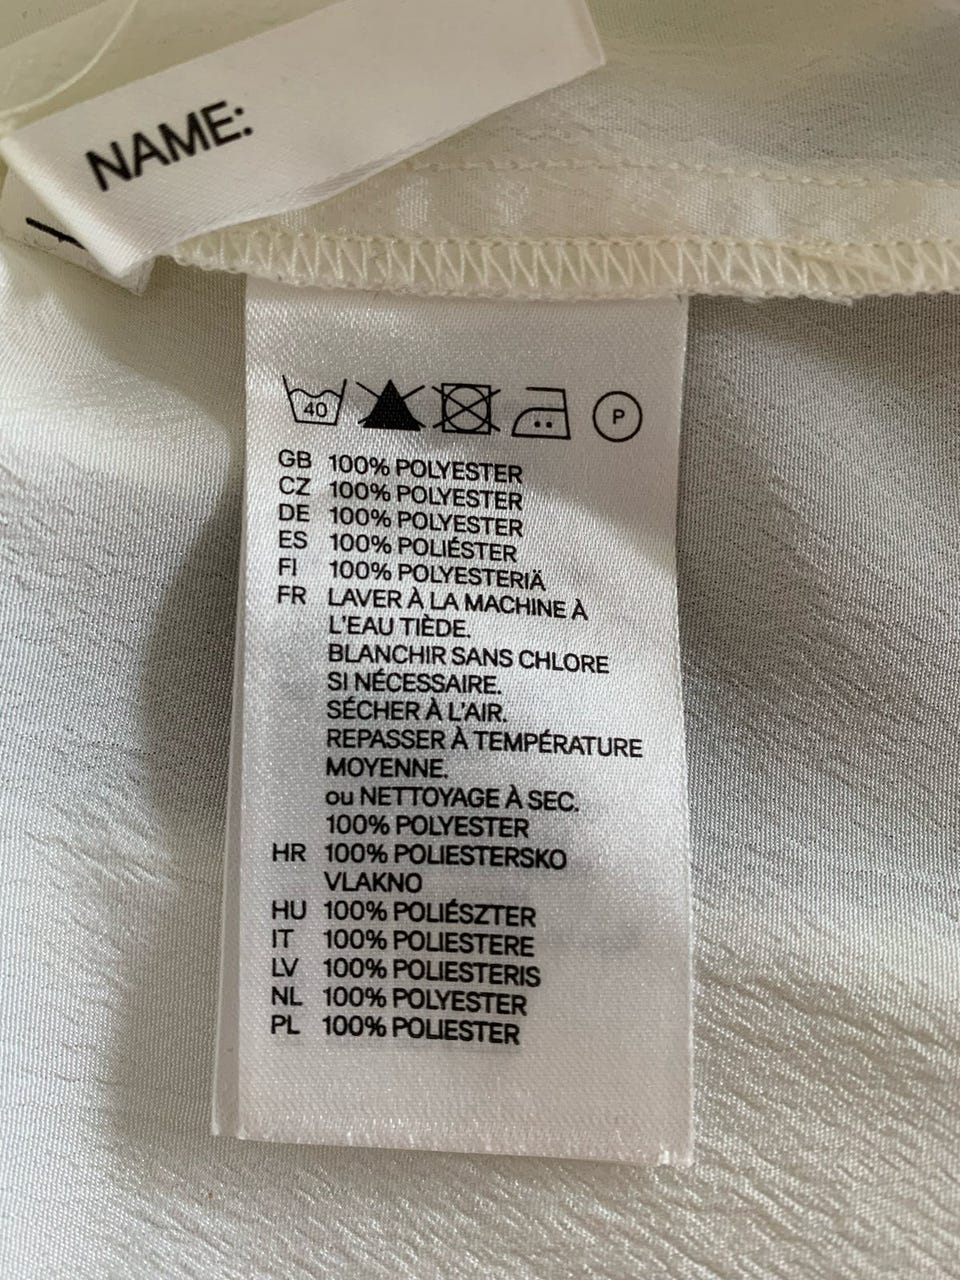 NAME:
40
P
GB 100% POLYESTER
CZ 100% POLYESTER
DE 100% POLYESTER
ES 100% POLIÉSTER
FI 100% POLYESTERIÄ
FR LAVER À LA MACHINE À
L'EAU TIÈDE.
BLANCHIR SANS CHLORE
SI NÉCESSAIRE.
SÉCHER À L'AIR.
REPASSER À TEMPÉRATURE
MOYENNE.
ou NETTOYAGE À SEC.
100% POLYESTER
HR 100% POLIESTERSKO
VLAKNO
HU 100% POLIÉSZTER
IT 100% POLIESTERE
LV 100% POLIESTERIS
NL 100% POLYESTER
PL 100% POLIESTER